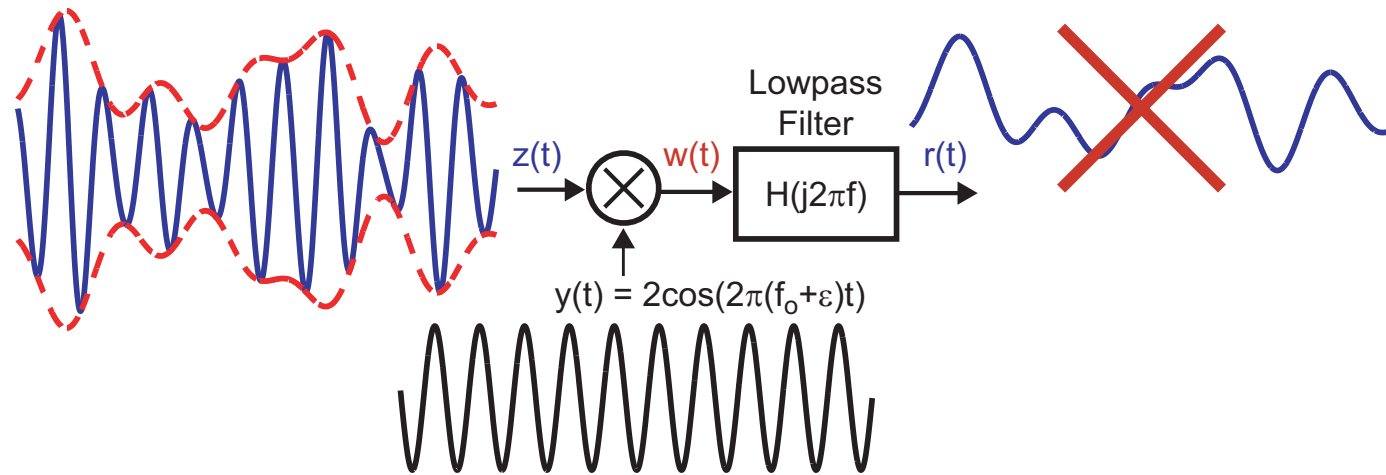 Lowpass
Filter
z(t)
w(t)
r(t)
H(j2πf)
y(t) = 2cos(2π(fₒ+ε)t)